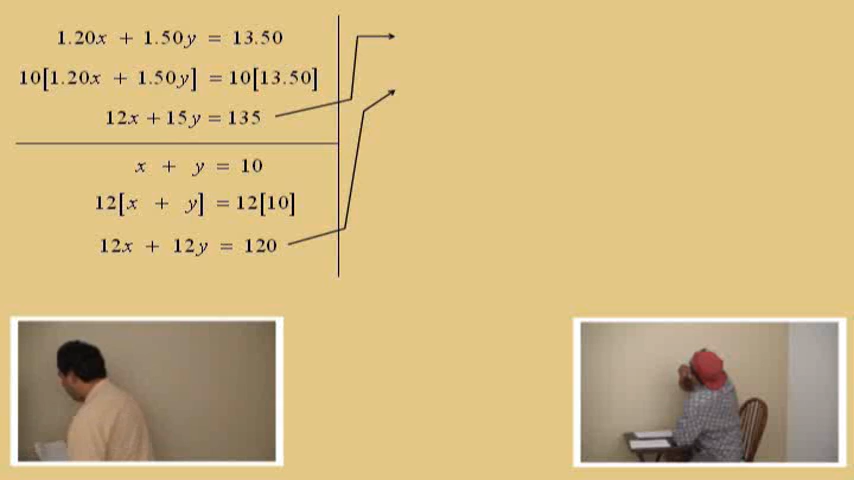 1.20x + 1.50y = 13.50
10[1.20x + 1.50y] = 10[13.50]
12x + 15y = 135
x + y = 10
12[x + y] = 12[10]
12x + 12y = 120